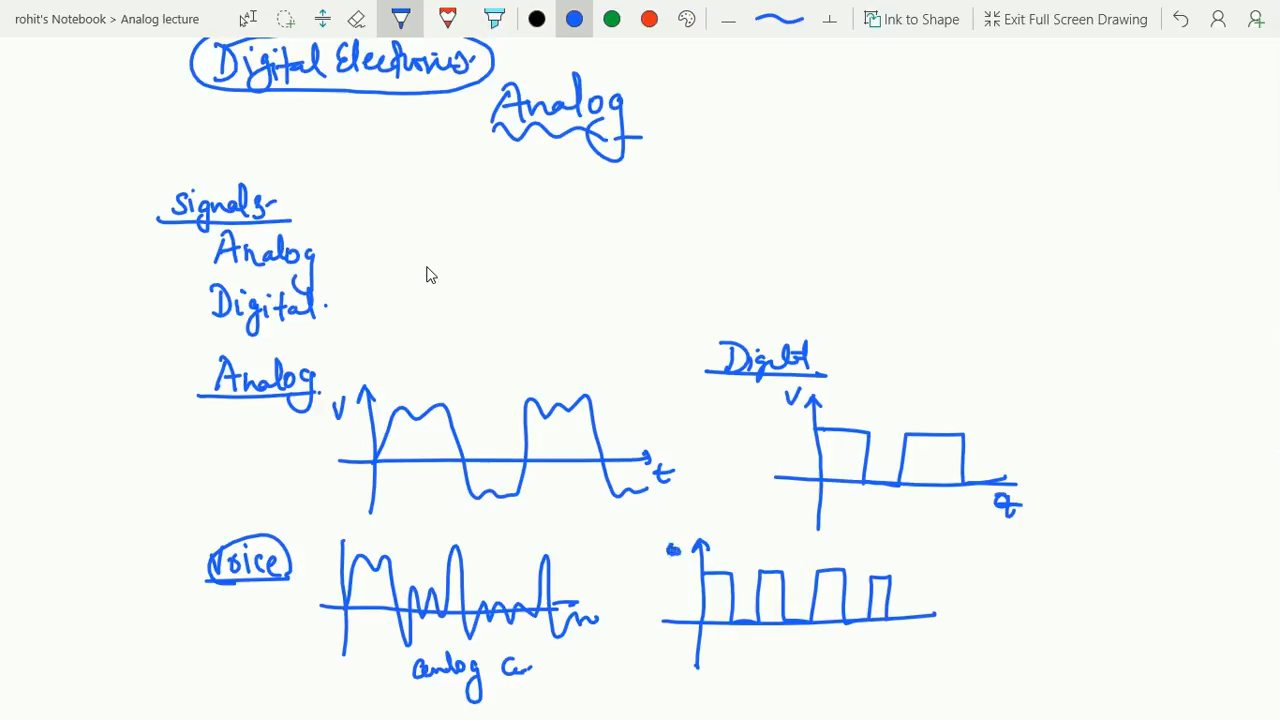 rohit's Notebook > Analog lecture
Ink to Shape
Exit Full Screen Drawing
Digital Electronics
Analog
Signals
Analog
Digital
Analog
V
t
Digital
V
Voice
analog